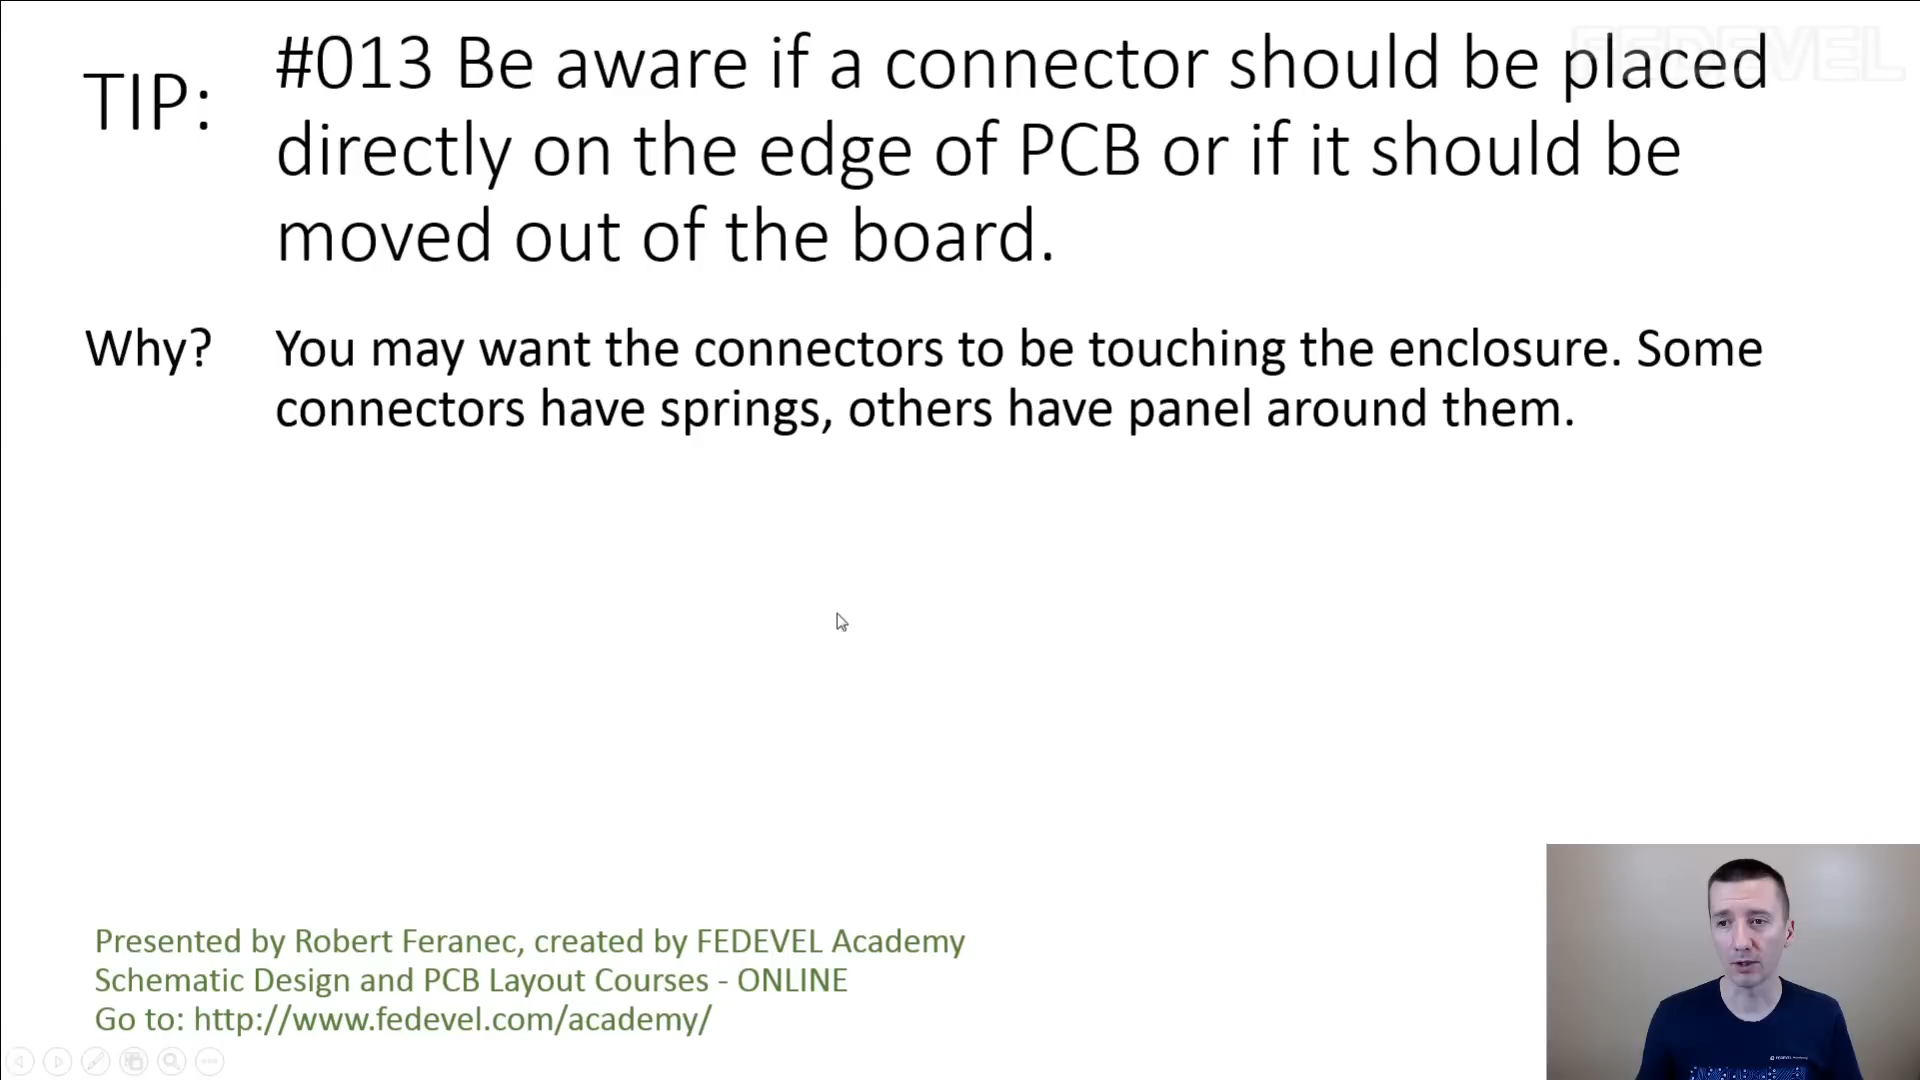 FEDEVEL
TIP:
#013 Be aware if a connector should be placed
directly on the edge of PCB or if it should be
moved out of the board.
Why?
You may want the connectors to be touching the enclosure. Some
connectors have springs, others have panel around them.
Presented by Robert Feranec, created by FEDEVEL Academy
Schematic Design and PCB Layout Courses - ONLINE
Go to: http://www.fedevel.com/academy/